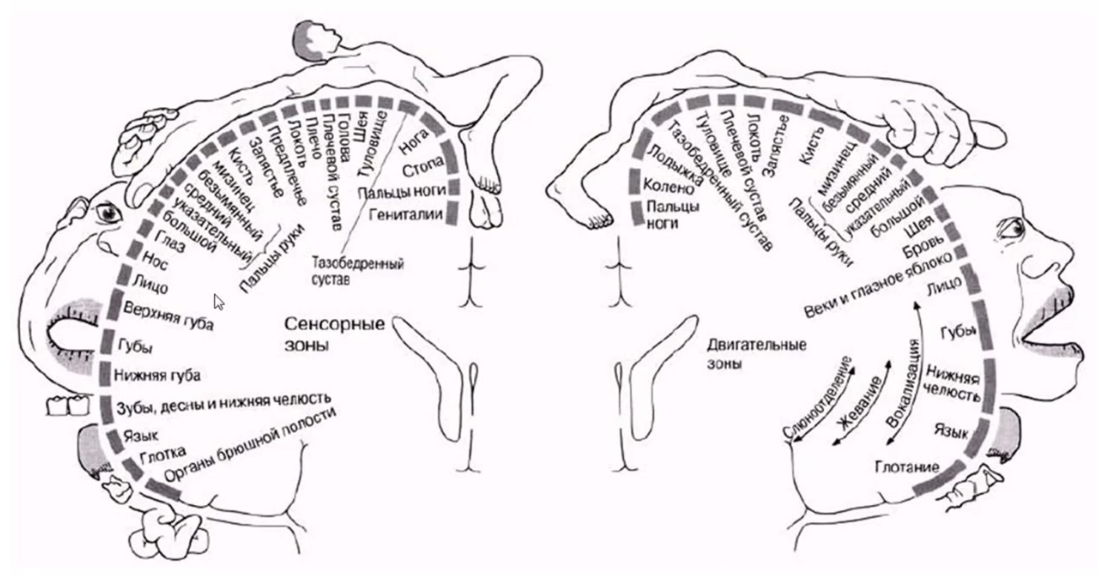 Гениталии
Пальцы ноги
Стопа
Нога
Тазобедренный
сустав
Туловище
Шея
Голова
Плечевой сустав
Плечо
Локоть
Предплечье
Запястье
Кисть
мизинец
безымянный
средний
указательный
большой
Пальцы руки
Глаз
Нос
Лицо
Верхняя губа
Губы
Нижняя губа
Зубы, десны и нижняя челюсть
Язык
Глотка
Органы брюшной полости
Сенсорные
зоны
Двигательные
зоны
Пальцы
ноги
Колено
Лодыжка
Тазобедренный сустав
Туловище
Плечевой сустав
Локоть
Запястье
Кисть
мизинец
безымянный
средний
указательный
большой
Пальцы руки
Шея
Бровь
Веки и глазное яблоко
Лицо
Губы
Нижняя
челюсть
Язык
Глотание
Слюноотделение
Жевание
Вокализация